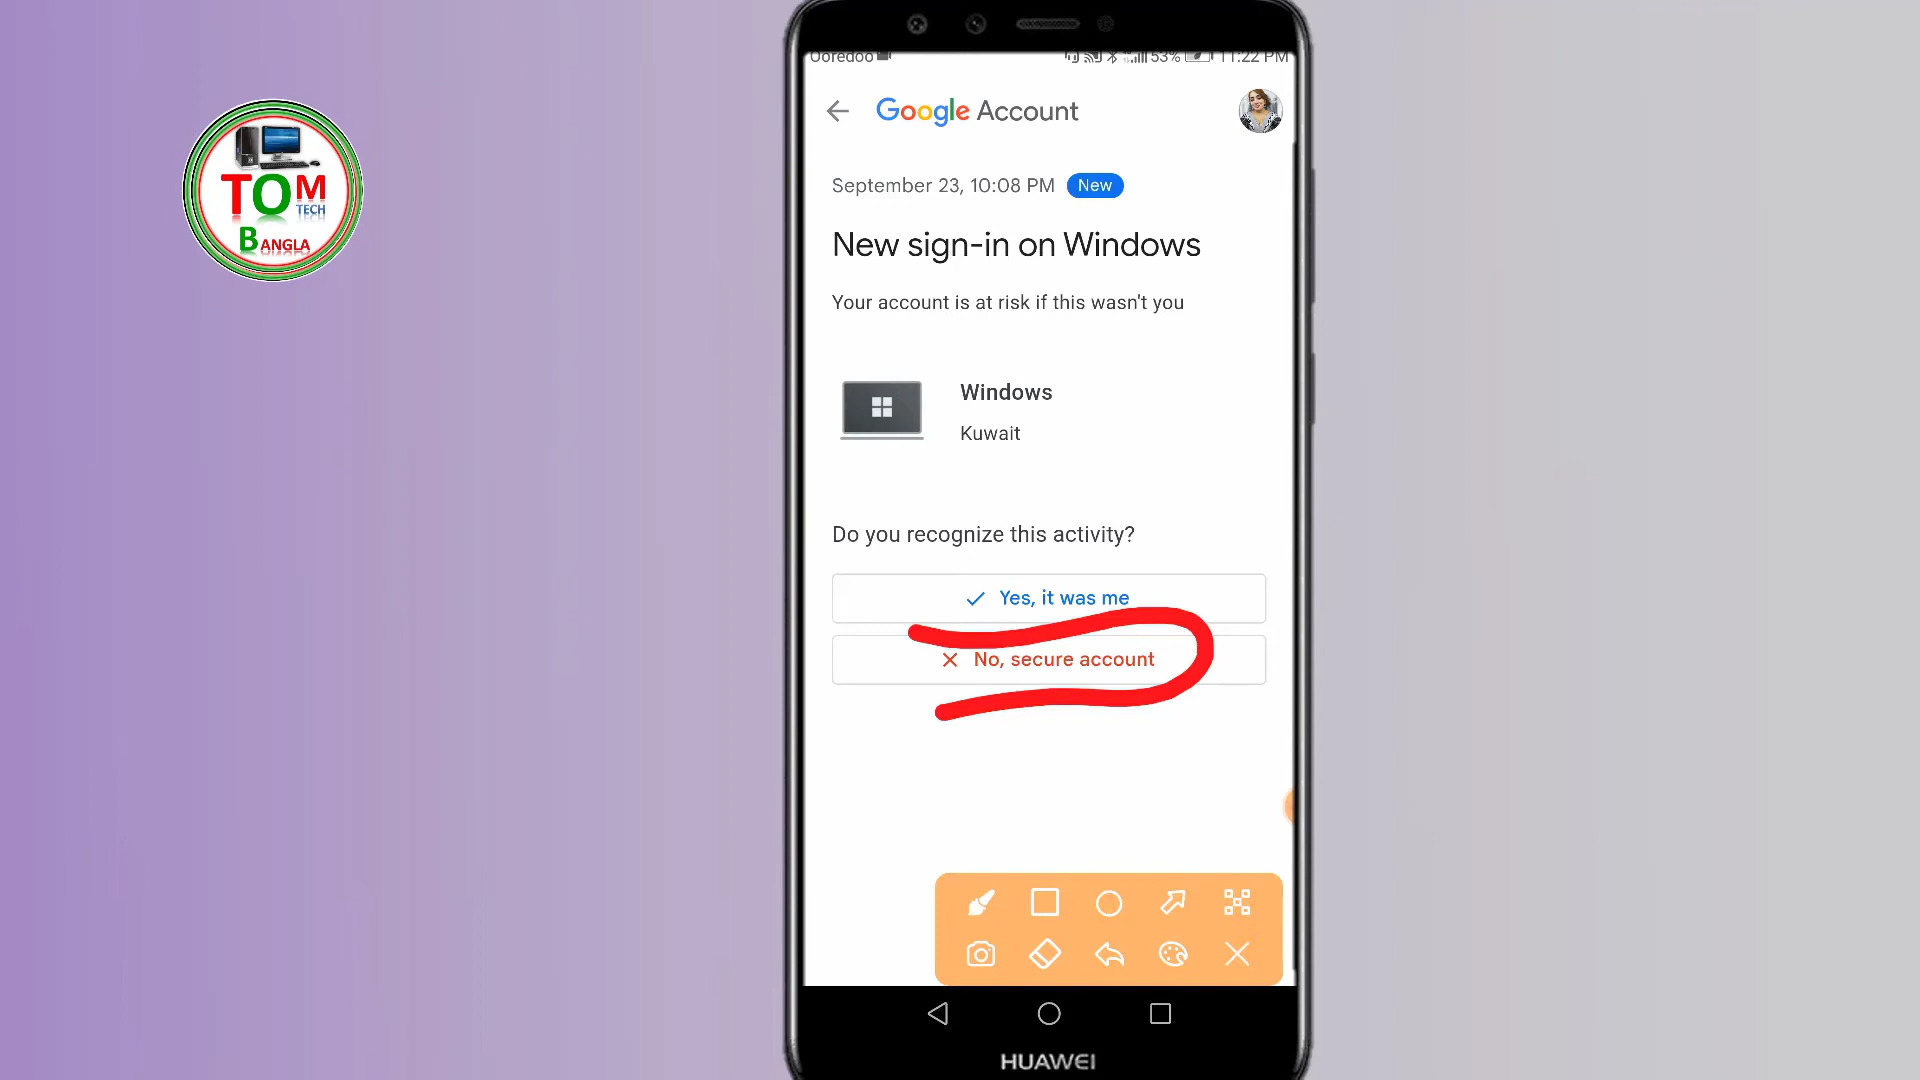 TOM
TECH
BANGLA
Ooredoo
53% 11:22 PM
Google Account
September 23, 10:08 PM New
New sign-in on Windows
Your account is at risk if this wasn't you
Windows
Kuwait
Do you recognize this activity?
Yes, it was me
No, secure account
HUAWEI